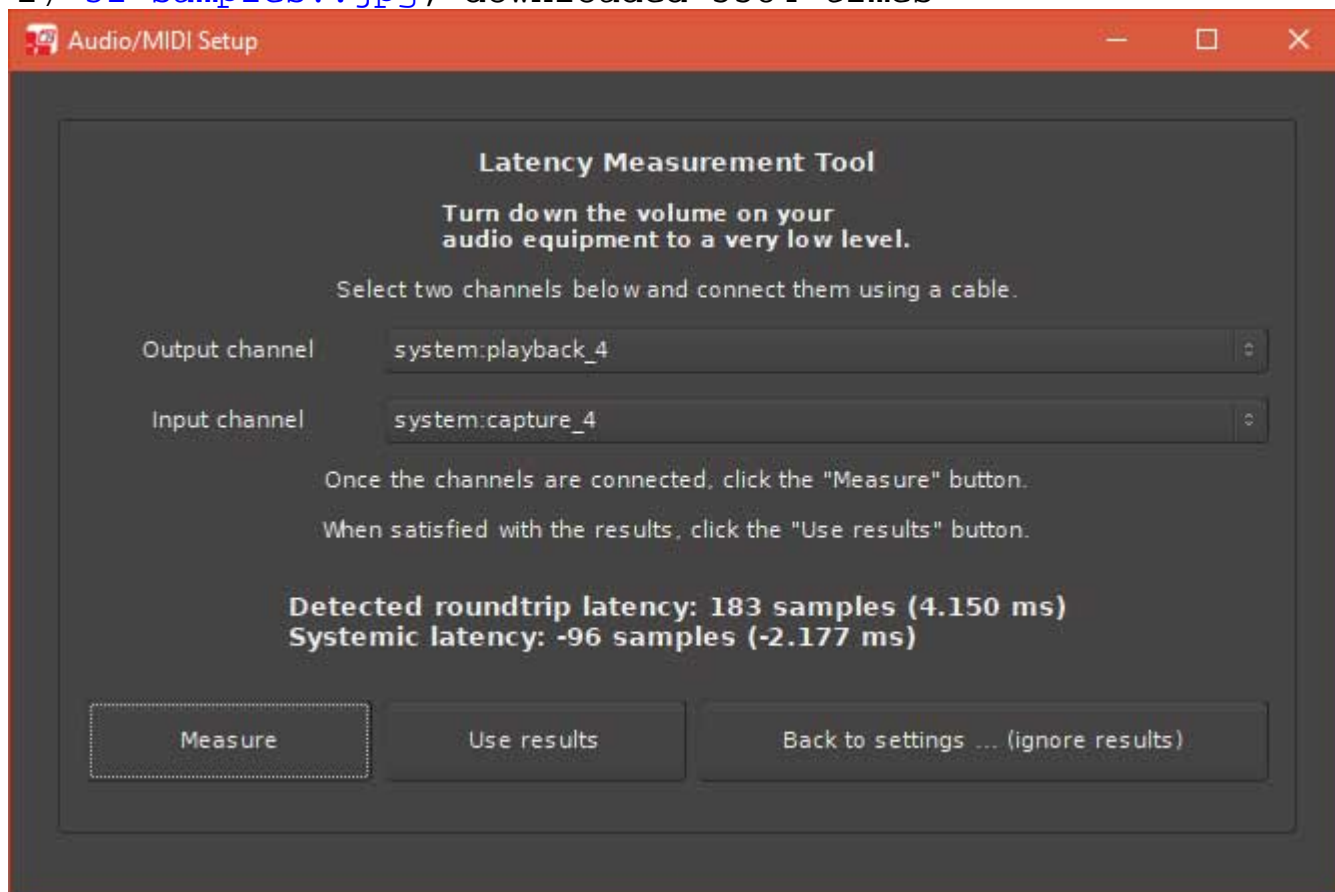 Audio/MIDI Setup
Latency Measurement Tool
Turn down the volume on your
audio equipment to a very low level.
Select two channels below and connect them using a cable.
Output channel system:playback_4
Input channel system:capture_4
Once the channels are connected, click the "Measure" button.
When satisfied with the results, click the "Use results" button.
Detected roundtrip latency: 183 samples (4.150 ms)
Systemic latency: -96 samples (-2.177 ms)
Measure Use results Back to settings ... (ignore results)